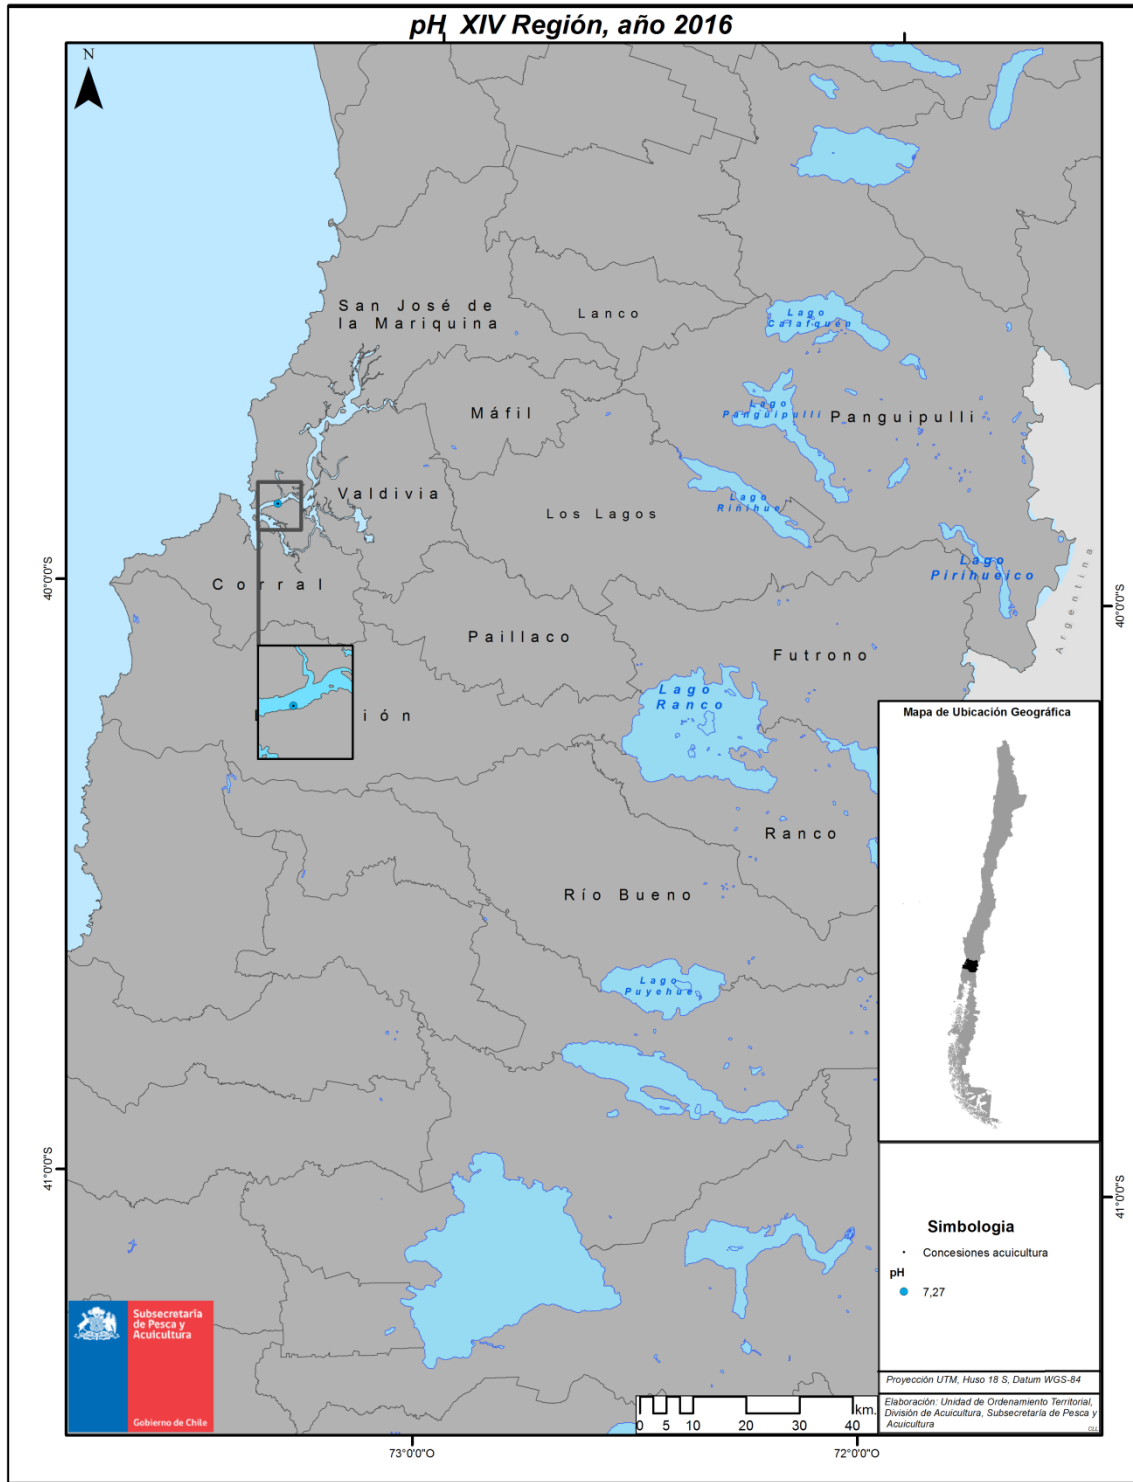 pH XIV Región, año 2016
N
San José de
la Mariquina
Lanco
Lago
Calafquén
Máfil
Lago
Panguipulli
Panguipulli
Valdivia
Los Lagos
Lago
Riñihue
Corral
Lago
Pirihueico
Argentina
40°0'0"S
40°0'0"S
Paillaco
Futrono
Lago
Ranco
ión
Ranco
Río Bueno
Lago
Puyehue
Mapa de Ubicación Geográfica
41°0'0"S
41°0'0"S
Simbologia
Concesiones acuicultura
pH
7,27
Subsecretaría
de Pesca y
Acuicultura
Gobierno de Chile
Proyección UTM, Huso 18 S, Datum WGS-84
Elaboración: Unidad de Ordenamiento Territorial,
División de Acuicultura, Subsecretaría de Pesca y
Acuicultura
km.
0 5 10 20 30 40
73°0'0"O
72°0'0"O